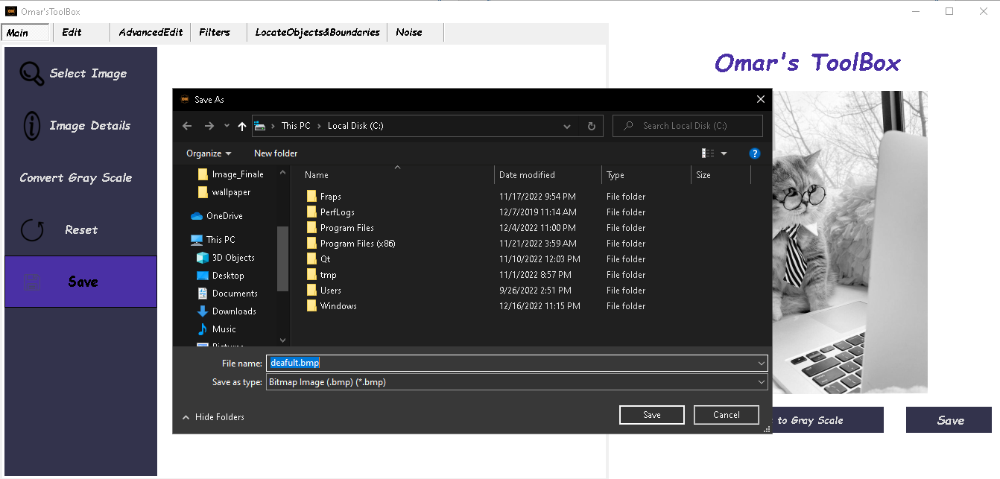 Omar'sToolBox
Main Edit AdvancedEdit Filters LocateObjects&Boundaries Noise
Select Image
Image Details
Convert Gray Scale
Reset
Save
Omar's ToolBox
OM Save As
This PC Local Disk (C:)
Search Local Disk (C:)
Organize New folder
?
Image_Finale
wallpaper
OneDrive
This PC
3D Objects
Desktop
Documents
Downloads
Music
Pictures
Name Date modified Type Size
Fraps 11/17/2022 9:54 PM File folder
PerfLogs 12/7/2019 11:14 AM File folder
Program Files 12/4/2022 11:00 PM File folder
Program Files (x86) 11/21/2022 3:59 AM File folder
Qt 11/10/2022 12:03 PM File folder
tmp 11/1/2022 8:57 PM File folder
Users 9/26/2022 2:51 PM File folder
Windows 12/16/2022 11:15 PM File folder
File name: deafult.bmp
Save as type: Bitmap Image (.bmp) (*.bmp)
Hide Folders
Save Cancel
to Gray Scale
Save